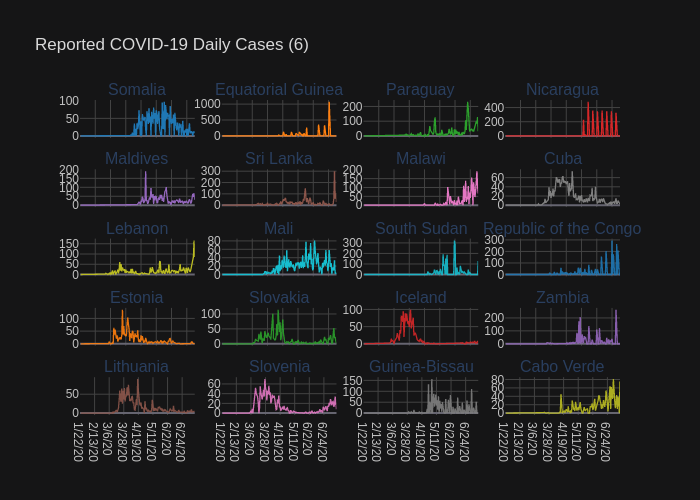 Reported COVID-19 Daily Cases (6)
Somalia Equatorial Guinea Paraguay Nicaragua
100 50 0 1000 500 0 200 100 0 400 200 0
Maldives Sri Lanka Malawi Cuba
200 150 100 50 0 300 200 100 0 200 150 100 50 0 60 40 20 0
Lebanon Mali South Sudan Republic of the Congo
150 100 50 0 80 60 40 20 0 300 200 100 0 300 200 100 0
Estonia Slovakia Iceland Zambia
100 50 0 100 50 0 100 50 0 200 100 0
Lithuania Slovenia Guinea-Bissau Cabo Verde
50 0 60 40 20 0 150 100 50 0 80 60 40 20 0
1/22/20 2/13/20 3/6/20 3/28/20 4/19/20 5/11/20 6/2/20 6/24/20 1/22/20 2/13/20 3/6/20 3/28/20 4/19/20 5/11/20 6/2/20 6/24/20 1/22/20 2/13/20 3/6/20 3/28/20 4/19/20 5/11/20 6/2/20 6/24/20 1/22/20 2/13/20 3/6/20 3/28/20 4/19/20 5/11/20 6/2/20 6/24/20